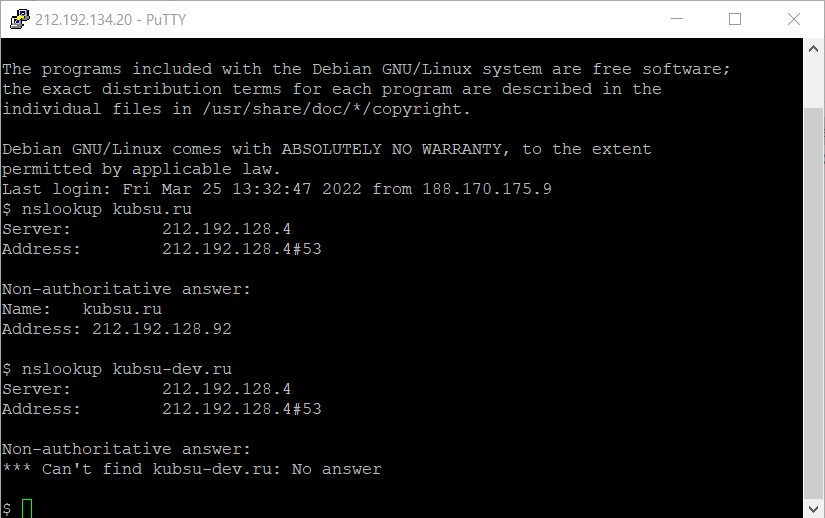 212.192.134.20 - PuTTY
The programs included with the Debian GNU/Linux system are free software;
the exact distribution terms for each program are described in the
individual files in /usr/share/doc/*/copyright.
Debian GNU/Linux comes with ABSOLUTELY NO WARRANTY, to the extent
permitted by applicable law.
Last login: Fri Mar 25 13:32:47 2022 from 188.170.175.9
$ nslookup kubsu.ru
Server:         212.192.128.4
Address:        212.192.128.4#53
Non-authoritative answer:
Name:   kubsu.ru
Address: 212.192.128.92
$ nslookup kubsu-dev.ru
Server:         212.192.128.4
Address:        212.192.128.4#53
Non-authoritative answer:
*** Can't find kubsu-dev.ru: No answer
$